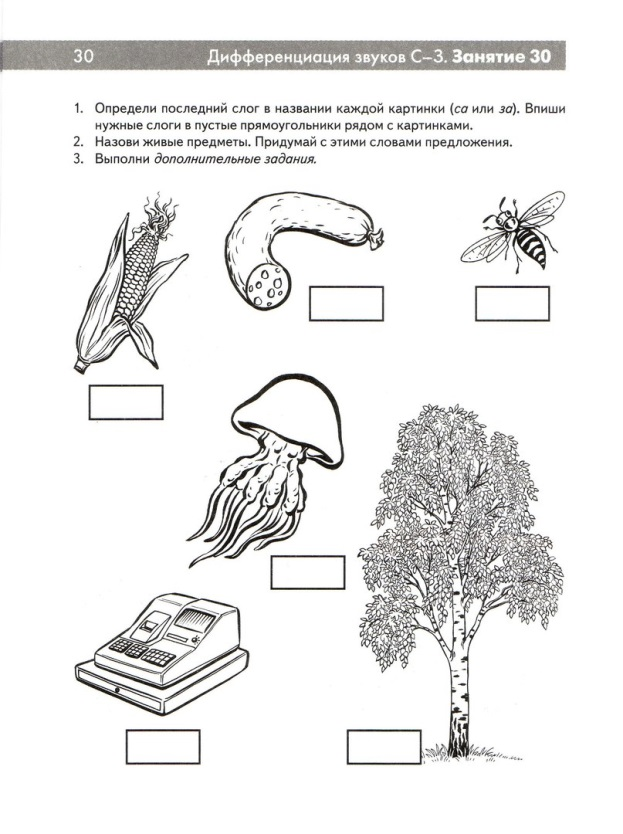 30 Дифференциация звуков С–З. Занятие 30
1. Определи последний слог в названии каждой картинки (са или за). Впиши
нужные слоги в пустые прямоугольники рядом с картинками.
2. Назови живые предметы. Придумай с этими словами предложения.
3. Выполни дополнительные задания.